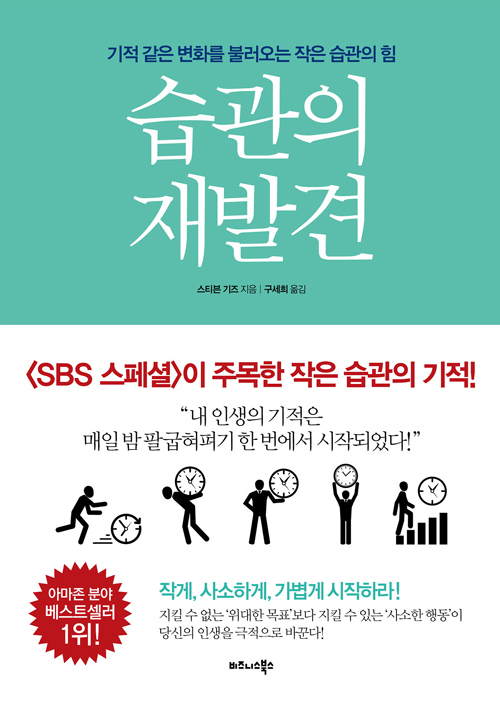 기적 같은 변화를 불러오는 작은 습관의 힘
습관의
재발견
스티븐 기즈 지음 | 구세희 옮김
〈SBS 스페셜〉이 주목한 작은 습관의 기적!
“내 인생의 기적은
매일 밤 팔굽혀펴기 한 번에서 시작되었다!”
아마존 분야
베스트셀러
1위!
작게, 사소하게, 가볍게 시작하라!
지킬 수 없는 ‘위대한 목표’보다 지킬 수 있는 ‘사소한 행동’이
당신의 인생을 극적으로 바꾼다!
비즈니스북스